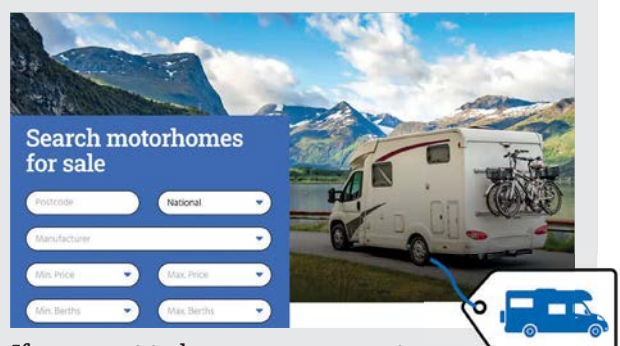 Search motorhomes
for sale
Postcode
National
Manufacturer
Min. Price
Max. Price
Min. Berths
Max. Berths